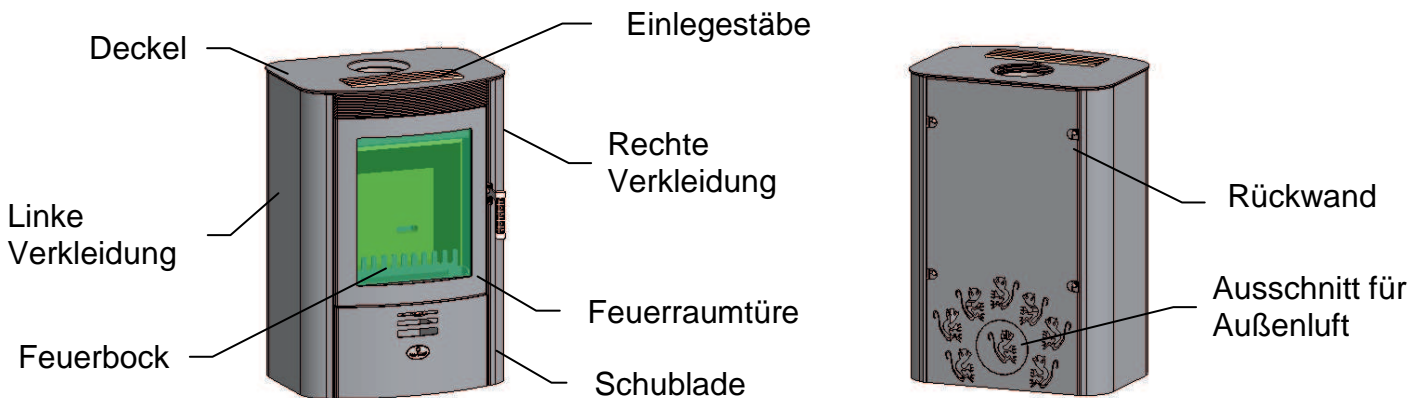 Deckel
Einlegestäbe
Rechte
Verkleidung
Linke
Verkleidung
Feuerraumtüre
Feuerbock
Schublade
Rückwand
Ausschnitt für
Außenluft